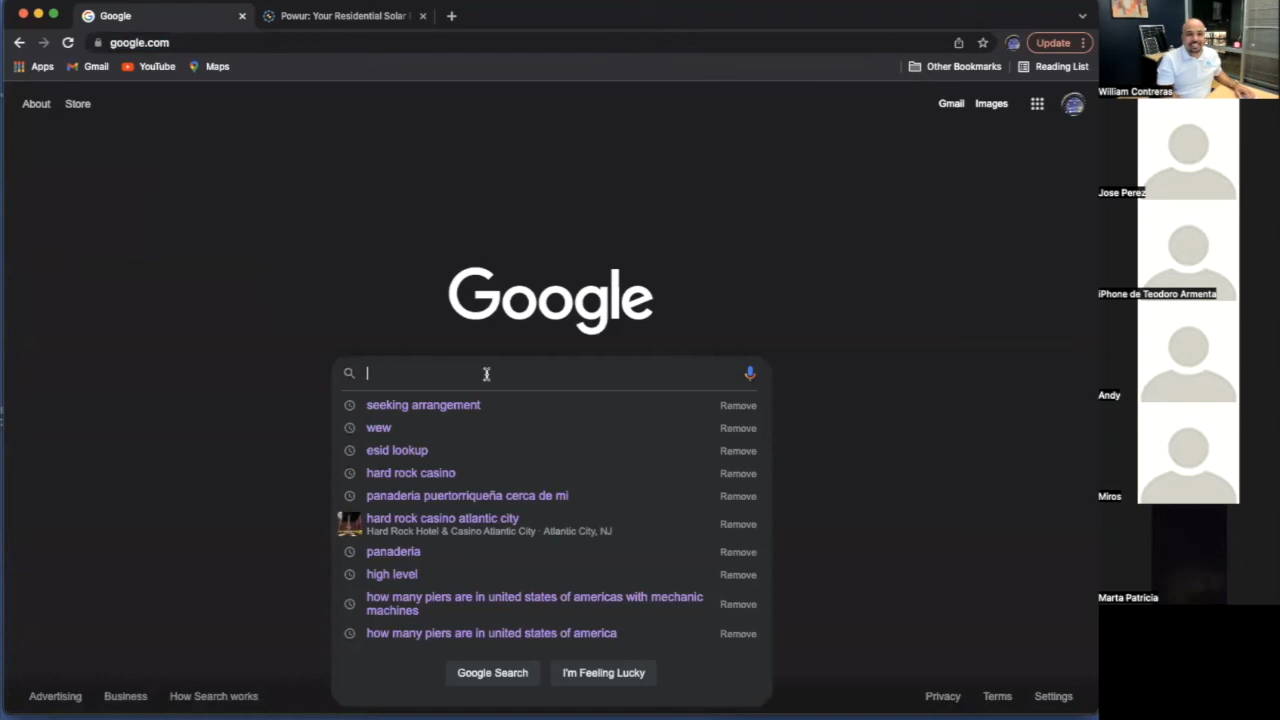 Google
Powur: Your Residential Solar
google.com
Update
Apps
Gmail
YouTube
Maps
Other Bookmarks
Reading List
About
Store
Gmail
Images
Google
seeking arrangement
Remove
wew
Remove
esid lookup
Remove
hard rock casino
Remove
panaderia puertorriqueña cerca de mi
Remove
hard rock casino atlantic city
Hard Rock Hotel & Casino Atlantic City · Atlantic City, NJ
Remove
panaderia
Remove
high level
Remove
how many piers are in united states of americas with mechanic
machines
Remove
how many piers are in united states of america
Remove
Google Search
I'm Feeling Lucky
Advertising
Business
How Search works
Privacy
Terms
Settings
William Contreras
Jose Perez
iPhone de Teodoro Armenta
Andy
Miros
Marta Patricia